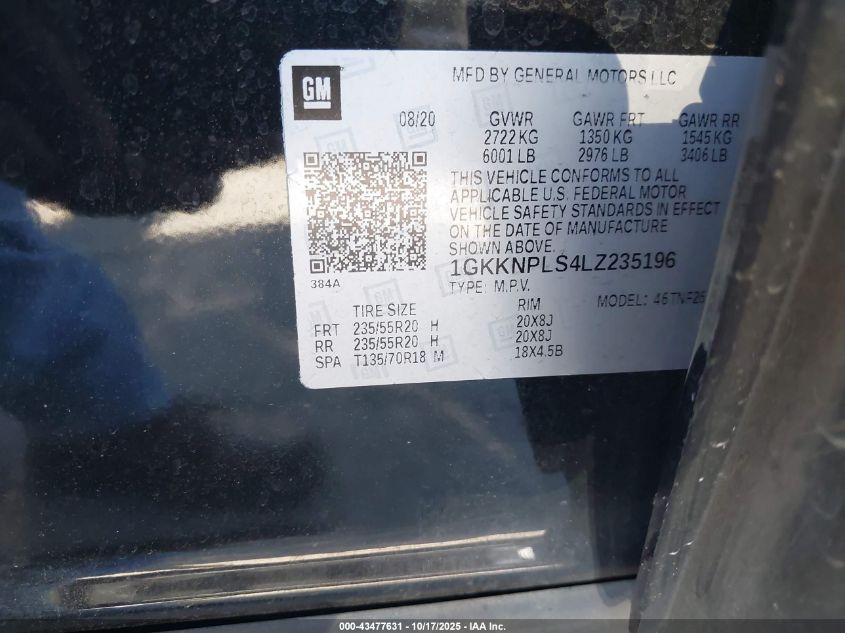 GM
MFD BY GENERAL MOTORS LLC
08/20 GVWR GAWR FRT GAWR RR
2722 KG 1350 KG 1545 KG
6001 LB 2976 LB 3406 LB
THIS VEHICLE CONFORMS TO ALL
APPLICABLE U.S. FEDERAL MOTOR
VEHICLE SAFETY STANDARDS IN EFFECT
ON THE DATE OF MANUFACTURE
SHOWN ABOVE.
1GKKNPLS4LZ235196
384A
TYPE: M.P.V.
MODEL:
TIRE SIZE RIM
FRT 235/55R20 H 20X8J
RR 235/55R20 H 20X8J
SPA T135/70R18 M 18X4.5B
000-43477631 - 10/17/2025 - IAA Inc.